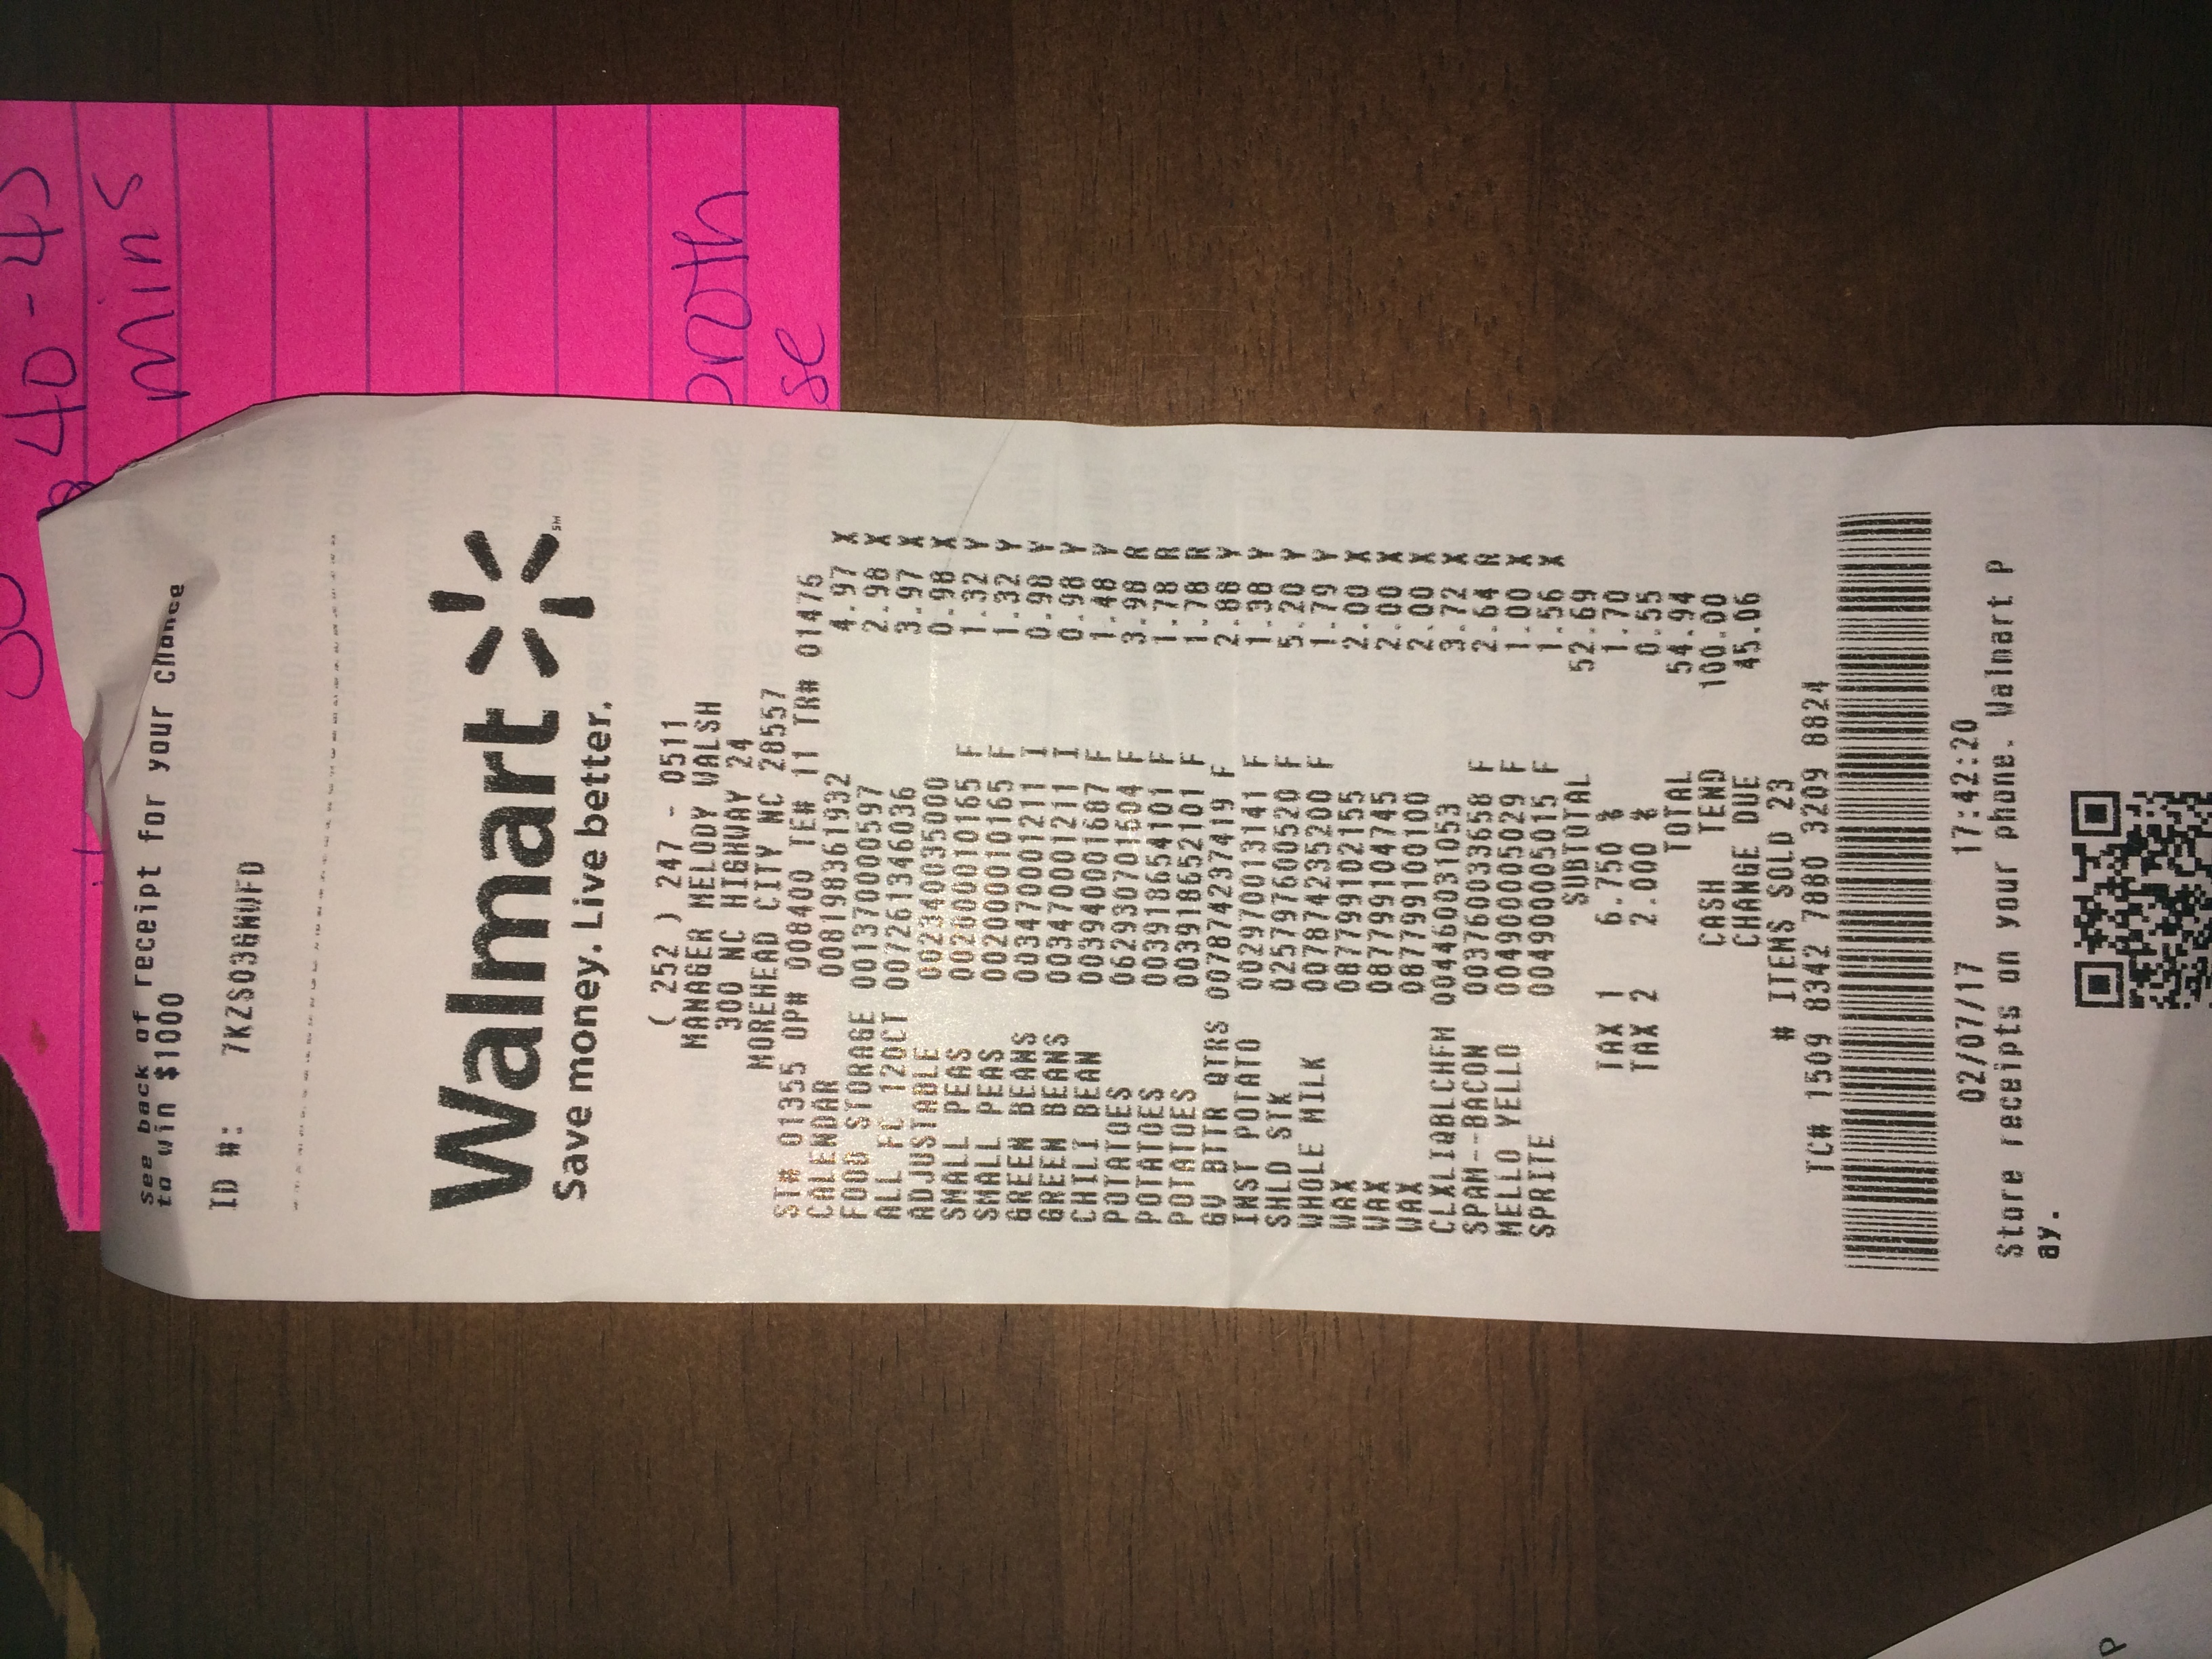 40-45
mins
See back of receipt for your chance
to win $1000
ID #: 7KZS03GNWFD
Walmart
Save money. Live better.
( 252 ) 247 - 0511
MANAGER MELODY WALSH
300 NC HIGHWAY 24
MOREHEAD CITY NC 28557
ST# 01355 OP# 008400 TE# 11 TR# 01476
CALENDAR 008198361932 4.97 X
FOOD STORAGE 001370000597 2.98 X
ALL FC 120CT 007261346036 3.97 X
ADJUSTABLE 002340035000 0.98 X
SMALL PEAS 002000010165 F 1.32 Y
SMALL PEAS 002000010165 F 1.32 Y
GREEN BEANS 003470001211 I 0.98 Y
GREEN BEANS 003470001211 I 0.98 Y
CHILI BEAN 003940001687 F 1.48 Y
POTATOES 062930701604 F 3.98 R
POTATOES 003918654101 F 1.78 R
POTATOES 003918652101 F 1.78 R
GV BTTR QTRS 007874237419 F 2.88 Y
INST POTATO 002970013141 F 1.38 Y
SHLD STK 025797600520 F 5.20 Y
WHOLE MILK 007874235200 F 1.79 Y
WAX 087799102155 2.00 X
WAX 087799104745 2.00 X
WAX 087799100100 2.00 X
CLXLIQBLCHFM 004460031053 3.72 X
SPAM--BACON 003760033658 F 2.64 R
MELLO YELLO 004900005029 F 1.00 X
SPRITE 004900005015 F 1.56 X
SUBTOTAL 52.69
TAX 1 6.750 % 1.70
TAX 2 2.000 % 0.55
TOTAL 54.94
CASH TEND 100.00
CHANGE DUE 45.06
# ITEMS SOLD 23
TC# 1509 8342 7880 3209 8824
02/07/17 17:42:20
Store receipts on your phone. Walmart P
ay.
broth
se
P